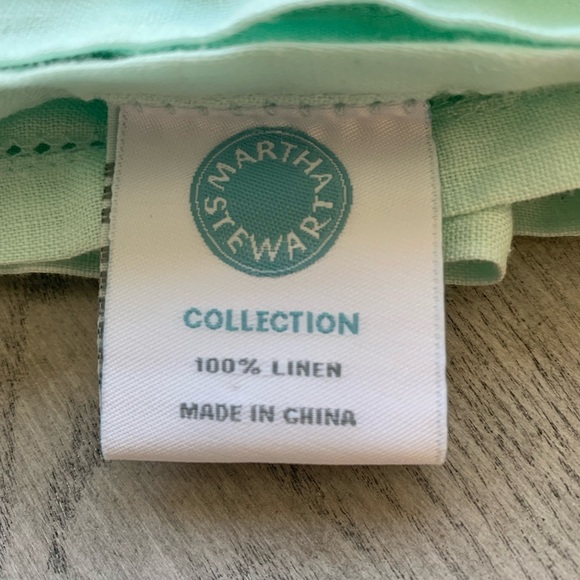 MARTHA
STEWART
COLLECTION
100% LINEN
MADE IN CHINA